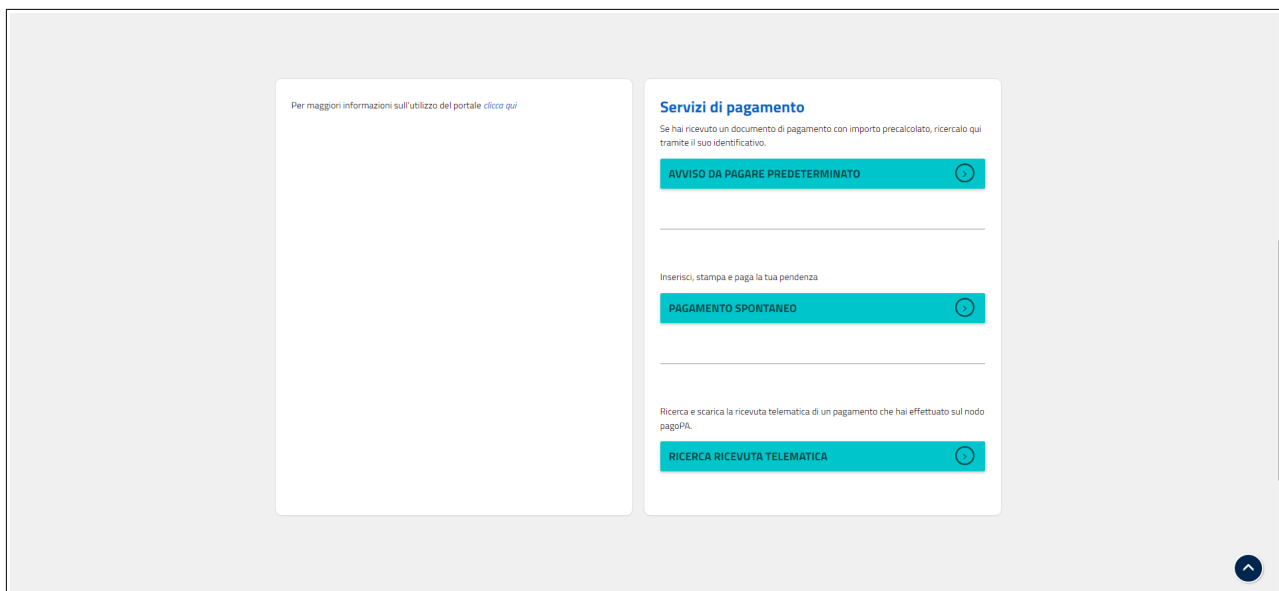 Per maggiori informazioni sull'utilizzo del portale clicca qui
Servizi di pagamento
Se hai ricevuto un documento di pagamento con importo precalcolato, ricercalo qui
tramite il suo identificativo.
AVVISO DA PAGARE PREDETERMINATO
Inserisci, stampa e paga la tua pendenza
PAGAMENTO SPONTANEO
Ricerca e scarica la ricevuta telematica di un pagamento che hai effettuato sul nodo
pagoPA.
RICERCA RICEVUTA TELEMATICA